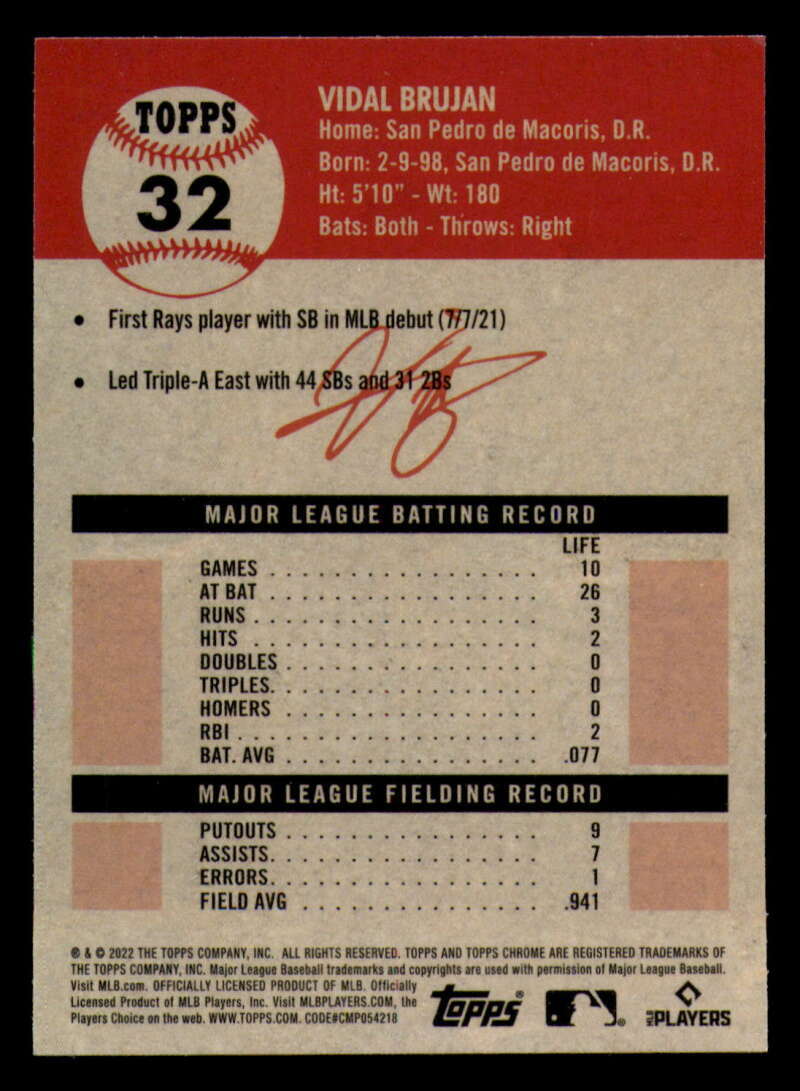 TOPPS
32
VIDAL BRUJAN
Home: San Pedro de Macoris, D.R.
Born: 2-9-98, San Pedro de Macoris, D.R.
Ht: 5'10" - Wt: 180
Bats: Both - Throws: Right
• First Rays player with SB in MLB debut (7/7/21)
• Led Triple-A East with 44 SBs and 31 2Bs
MAJOR LEAGUE BATTING RECORD
LIFE
GAMES . . . . . . . . . . . . . . . . . 10
AT BAT . . . . . . . . . . . . . . . . . 26
RUNS . . . . . . . . . . . . . . . . . . 3
HITS . . . . . . . . . . . . . . . . . . 2
DOUBLES . . . . . . . . . . . . . . . . 0
TRIPLES. . . . . . . . . . . . . . . . . 0
HOMERS . . . . . . . . . . . . . . . . 0
RBI . . . . . . . . . . . . . . . . . . . 2
BAT. AVG . . . . . . . . . . . . . . . . .077
MAJOR LEAGUE FIELDING RECORD
PUTOUTS . . . . . . . . . . . . . . . . 9
ASSISTS. . . . . . . . . . . . . . . . . 7
ERRORS. . . . . . . . . . . . . . . . . 1
FIELD AVG . . . . . . . . . . . . . . . .941
® & © 2022 THE TOPPS COMPANY, INC. ALL RIGHTS RESERVED. TOPPS AND TOPPS CHROME ARE REGISTERED TRADEMARKS OF
THE TOPPS COMPANY, INC. Major League Baseball trademarks and copyrights are used with permission of Major League Baseball.
Visit MLB.com. OFFICIALLY LICENSED PRODUCT OF MLB. Officially
Licensed Product of MLB Players, Inc. Visit MLBPLAYERS.COM, the
Players Choice on the web. WWW.TOPPS.COM. CODE#CMP054218
Topps®
MLB PLAYERS